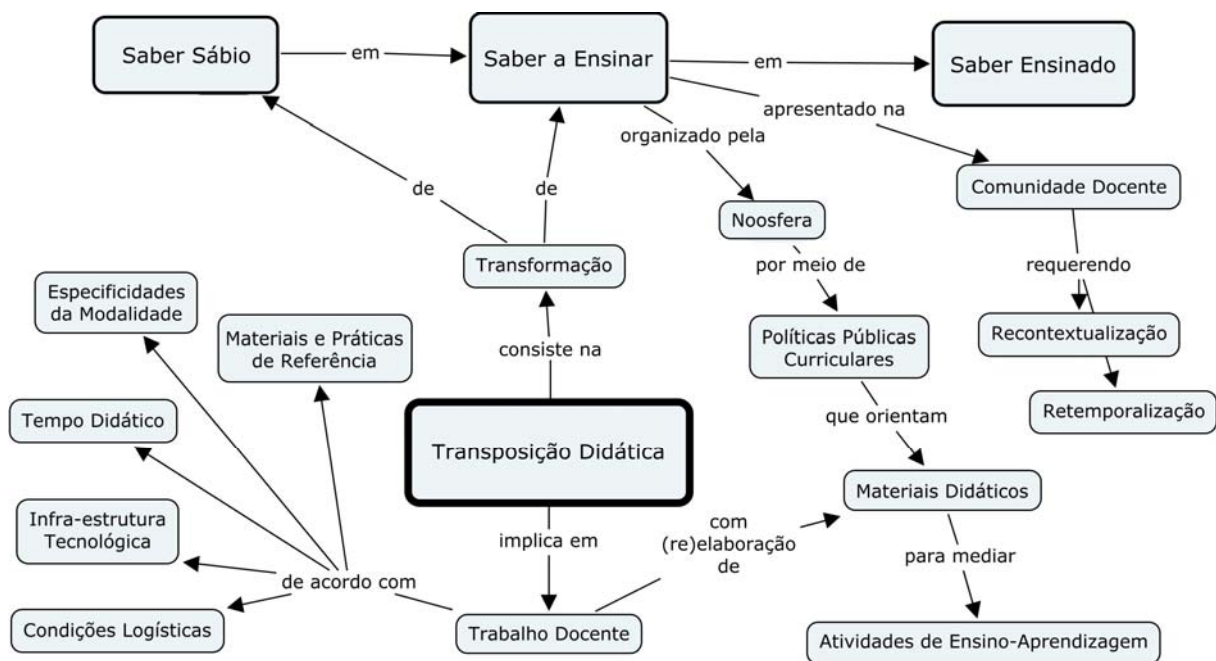 Saber Sábio
em
Saber a Ensinar
em
Saber Ensinado
apresentado na
organizado pela
de
de
Comunidade Docente
Noosfera
Transformação
por meio de
requerendo
Especificidades
da Modalidade
Materiais e Práticas
de Referência
consiste na
Políticas Públicas
Curriculares
Recontextualização
Tempo Didático
que orientam
Retemporalização
Transposição Didática
Materiais Didáticos
Infra-estrutura
Tecnológica
implica em
com
(re)elaboração
de
para mediar
de acordo com
Condições Logísticas
Trabalho Docente
Atividades de Ensino-Aprendizagem